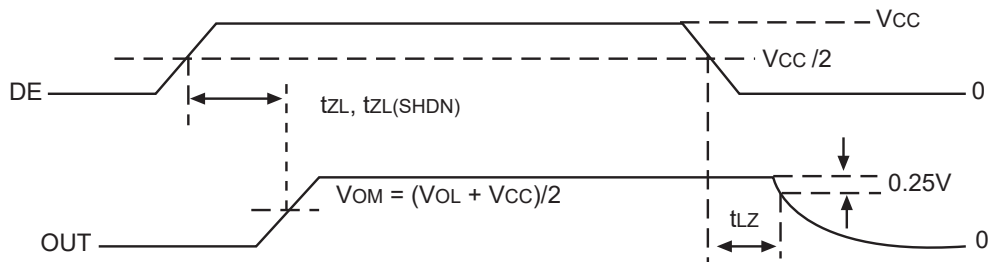 VCC
VCC/2
DE
0
tZL, tZL(SHDN)
VOM = (VOL + VCC)/2
0.25V
tLZ
OUT
0